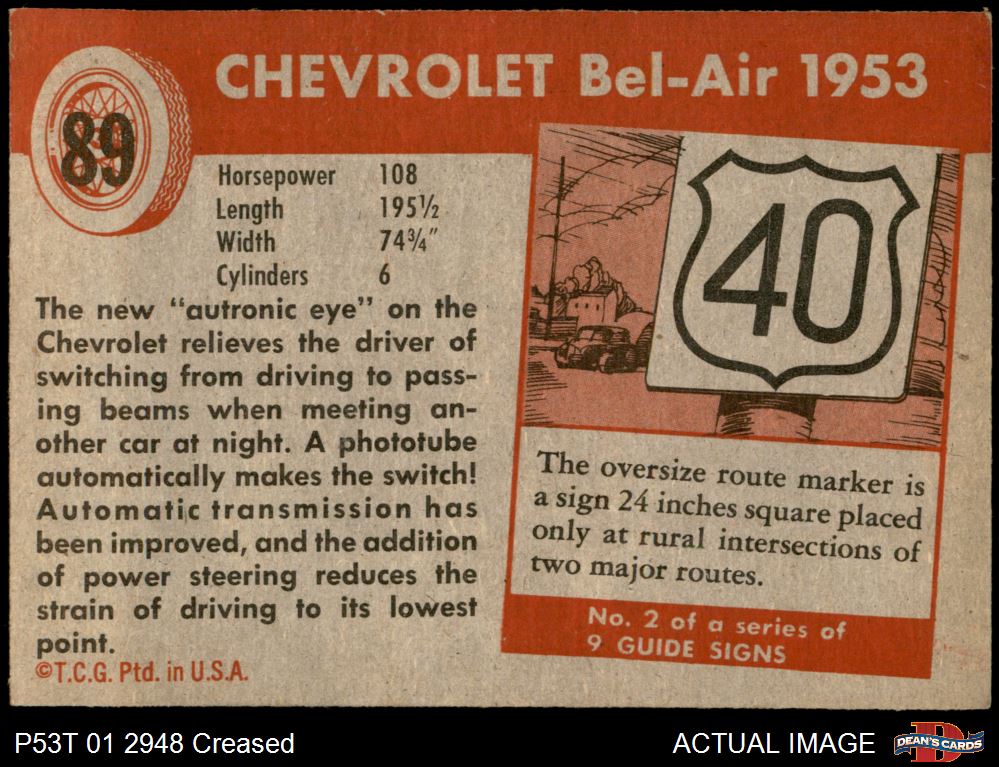 89
CHEVROLET Bel-Air 1953
Horsepower 108
Length 195½
Width 74¾"
Cylinders 6
The new "autronic eye" on the
Chevrolet relieves the driver of
switching from driving to pass-
ing beams when meeting an-
other car at night. A phototube
automatically makes the switch!
Automatic transmission has
been improved, and the addition
of power steering reduces the
strain of driving to its lowest
point.
©T.C.G. Ptd. in U.S.A.
40
The oversize route marker is
a sign 24 inches square placed
only at rural intersections of
two major routes.
No. 2 of a series of
9 GUIDE SIGNS
P53T 01 2948 Creased
ACTUAL IMAGE
D
DEAN'S CARDS